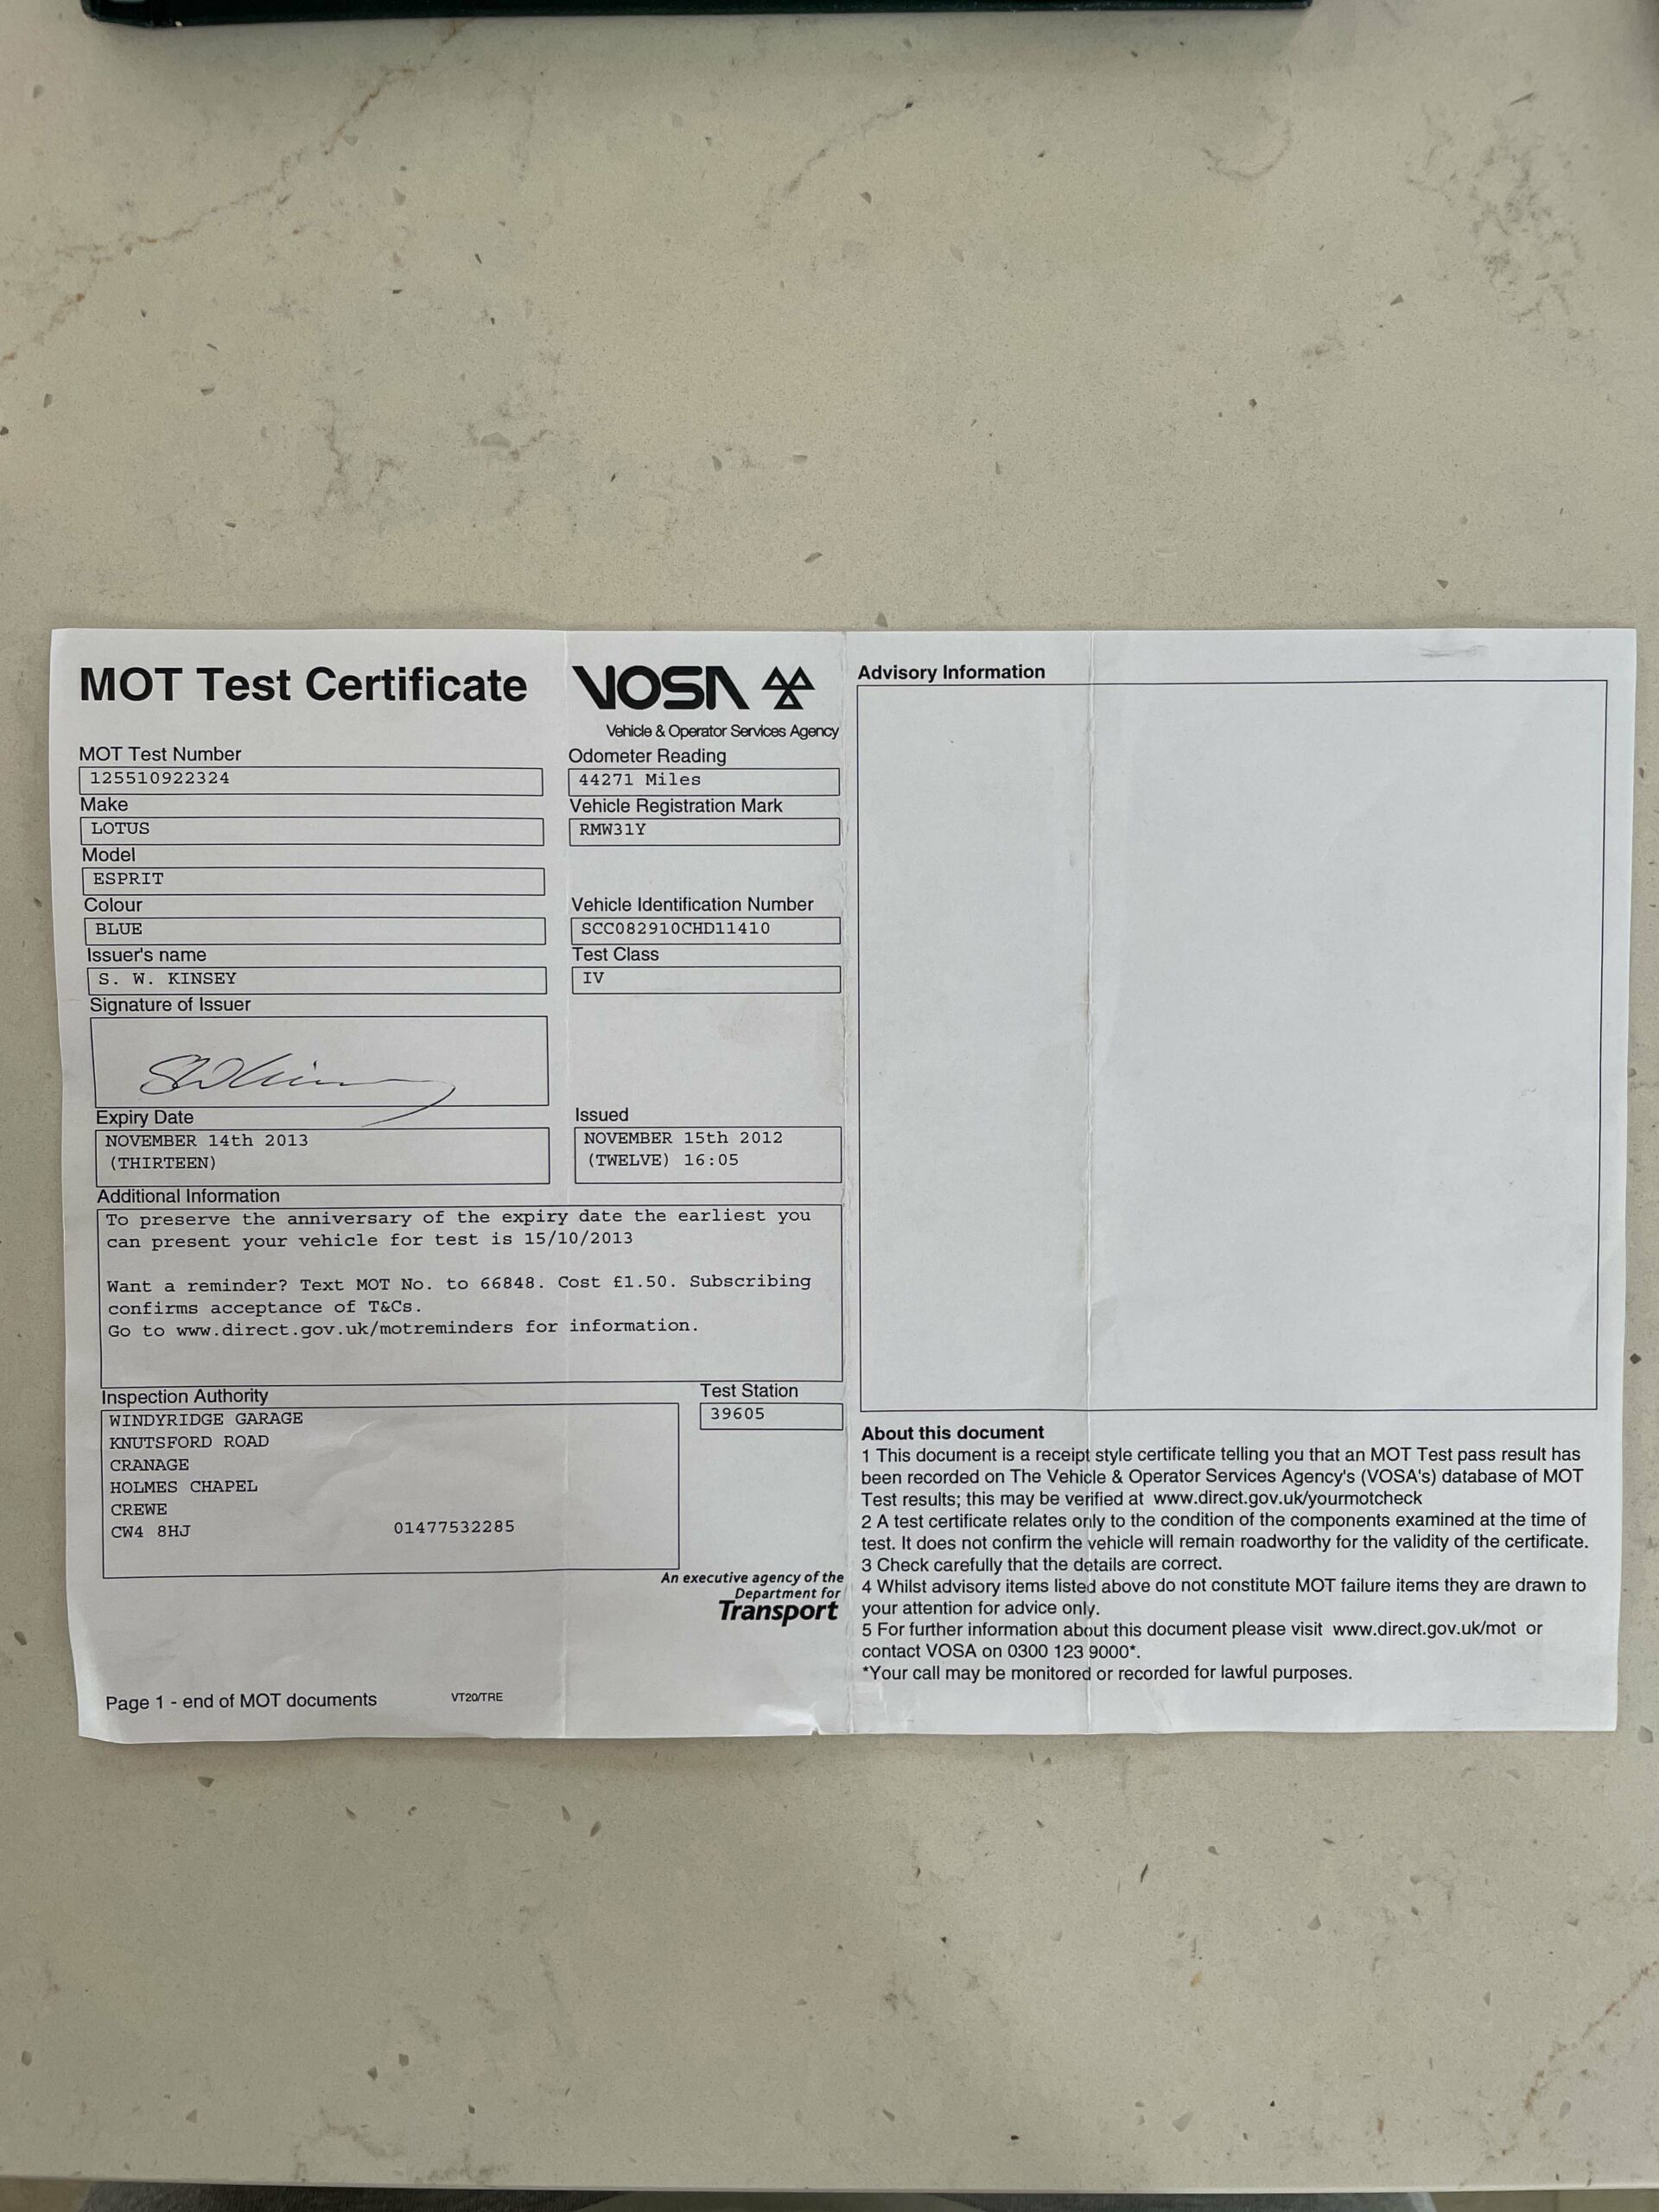 MOT Test Certificate
VOSA
Vehicle & Operator Services Agency
MOT Test Number
125510922324
Odometer Reading
44271 Miles
Make
LOTUS
Vehicle Registration Mark
RMW31Y
Model
ESPRIT
Colour
BLUE
Vehicle Identification Number
SCC082910CHD11410
Issuer's name
S. W. KINSEY
Test Class
IV
Signature of Issuer
Expiry Date
NOVEMBER 14th 2013
(THIRTEEN)
Issued
NOVEMBER 15th 2012
(TWELVE) 16:05
Additional Information
To preserve the anniversary of the expiry date the earliest you
can present your vehicle for test is 15/10/2013
Want a reminder? Text MOT No. to 66848. Cost £1.50. Subscribing
confirms acceptance of T&Cs.
Go to www.direct.gov.uk/motreminders for information.
Inspection Authority
WINDYRIDGE GARAGE
KNUTSFORD ROAD
CRANAGE
HOLMES CHAPEL
CREWE
CW4 8HJ 01477532285
Test Station
39605
An executive agency of the
Department for
Transport
Page 1 - end of MOT documents
VT20/TRE
Advisory Information
About this document
1 This document is a receipt style certificate telling you that an MOT Test pass result has
been recorded on The Vehicle & Operator Services Agency's (VOSA's) database of MOT
Test results; this may be verified at www.direct.gov.uk/yourmotcheck
2 A test certificate relates only to the condition of the components examined at the time of
test. It does not confirm the vehicle will remain roadworthy for the validity of the certificate.
3 Check carefully that the details are correct.
4 Whilst advisory items listed above do not constitute MOT failure items they are drawn to
your attention for advice only.
5 For further information about this document please visit www.direct.gov.uk/mot or
contact VOSA on 0300 123 9000*.
*Your call may be monitored or recorded for lawful purposes.